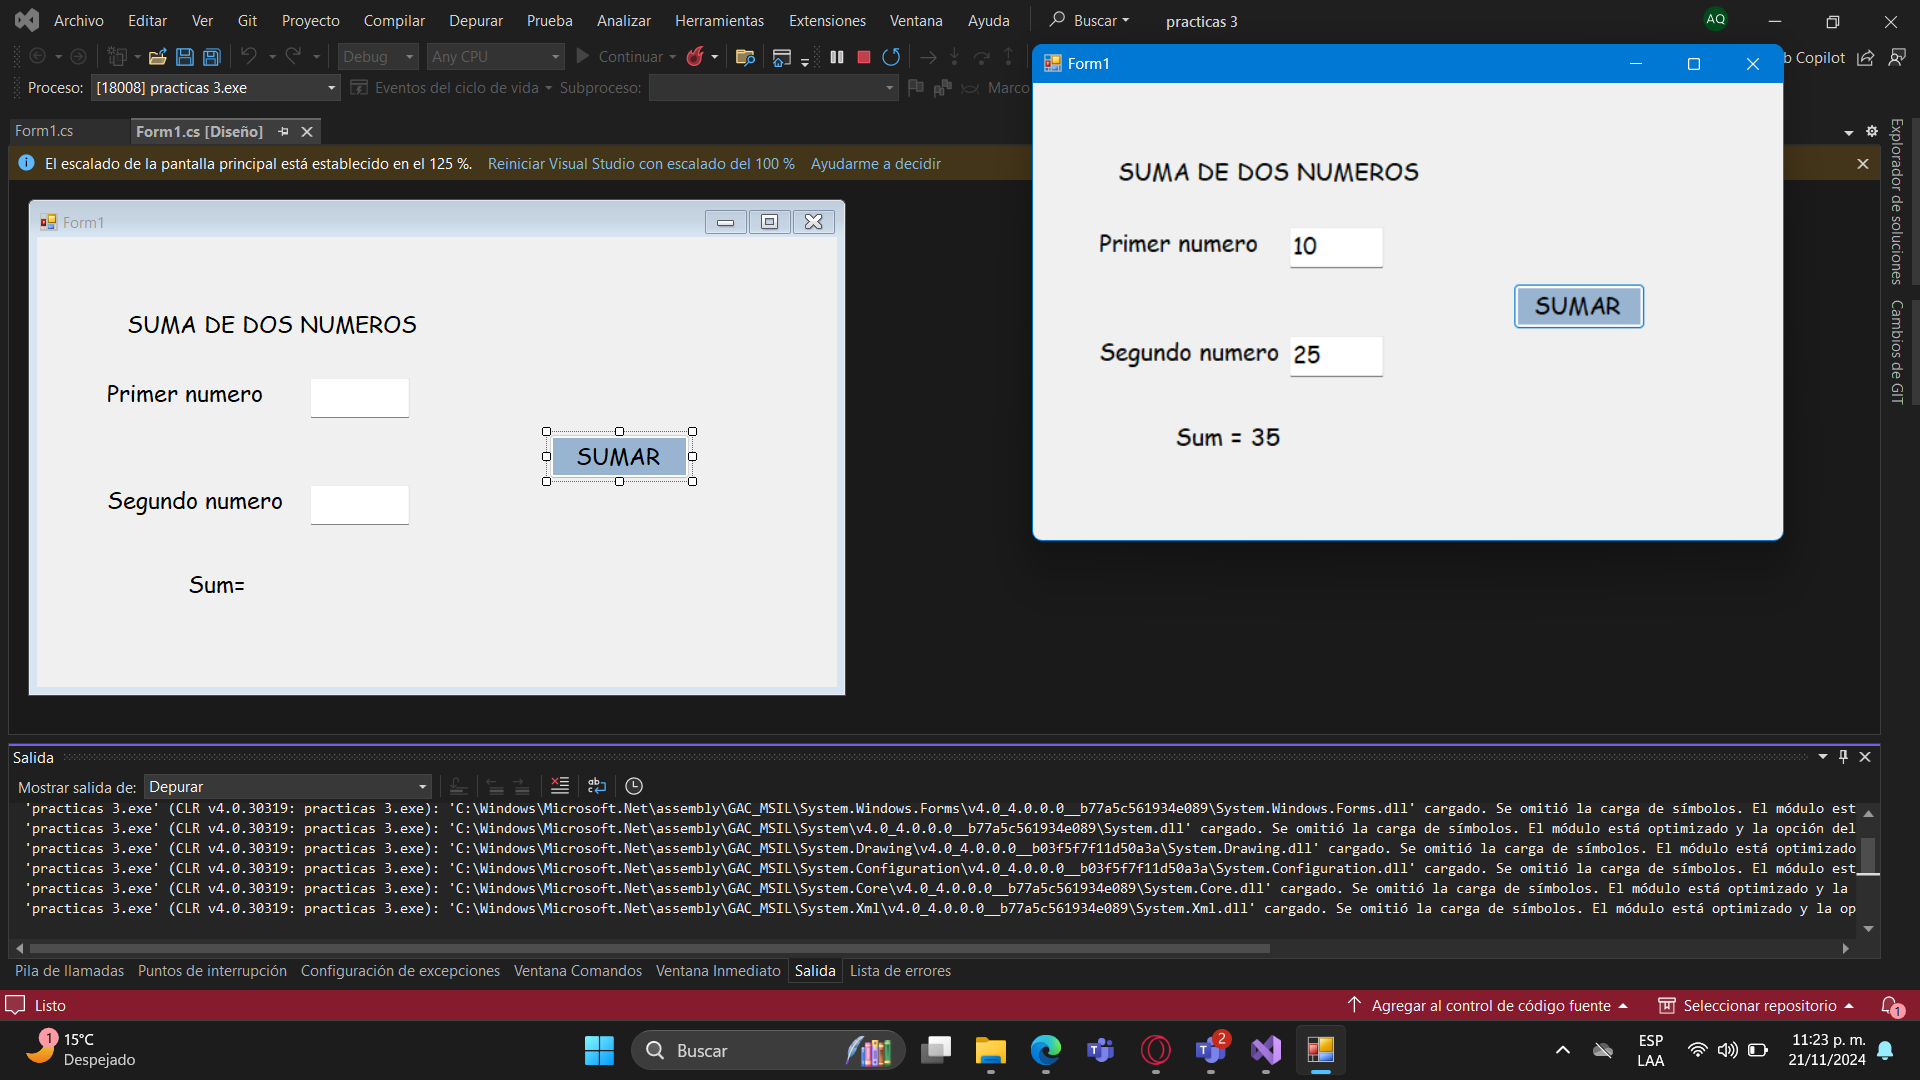 Archivo Editar Ver Git Proyecto Compilar Depurar Prueba Analizar Herramientas Extensiones Ventana Ayuda Buscar practicas 3 AQ
Debug Any CPU Continuar
Proceso: [18008] practicas 3.exe Eventos del ciclo de vida Subproceso: Marco
b Copilot
Form1.cs Form1.cs [Diseño]
El escalado de la pantalla principal está establecido en el 125 %. Reiniciar Visual Studio con escalado del 100 % Ayudarme a decidir
Form1
SUMA DE DOS NUMEROS
Primer numero
SUMAR
Segundo numero
Sum=
Form1
SUMA DE DOS NUMEROS
Primer numero 10
SUMAR
Segundo numero 25
Sum = 35
Explorador de soluciones
Cambios de GIT
Salida
Mostrar salida de: Depurar
'practicas 3.exe' (CLR v4.0.30319: practicas 3.exe): 'C:\Windows\Microsoft.Net\assembly\GAC_MSIL\System.Windows.Forms\v4.0_4.0.0.0__b77a5c561934e089\System.Windows.Forms.dll' cargado. Se omitió la carga de símbolos. El módulo est
'practicas 3.exe' (CLR v4.0.30319: practicas 3.exe): 'C:\Windows\Microsoft.Net\assembly\GAC_MSIL\System\v4.0_4.0.0.0__b77a5c561934e089\System.dll' cargado. Se omitió la carga de símbolos. El módulo está optimizado y la opción del
'practicas 3.exe' (CLR v4.0.30319: practicas 3.exe): 'C:\Windows\Microsoft.Net\assembly\GAC_MSIL\System.Drawing\v4.0_4.0.0.0__b03f5f7f11d50a3a\System.Drawing.dll' cargado. Se omitió la carga de símbolos. El módulo está optimizado
'practicas 3.exe' (CLR v4.0.30319: practicas 3.exe): 'C:\Windows\Microsoft.Net\assembly\GAC_MSIL\System.Configuration\v4.0_4.0.0.0__b03f5f7f11d50a3a\System.Configuration.dll' cargado. Se omitió la carga de símbolos. El módulo est
'practicas 3.exe' (CLR v4.0.30319: practicas 3.exe): 'C:\Windows\Microsoft.Net\assembly\GAC_MSIL\System.Core\v4.0_4.0.0.0__b77a5c561934e089\System.Core.dll' cargado. Se omitió la carga de símbolos. El módulo está optimizado y la
'practicas 3.exe' (CLR v4.0.30319: practicas 3.exe): 'C:\Windows\Microsoft.Net\assembly\GAC_MSIL\System.Xml\v4.0_4.0.0.0__b77a5c561934e089\System.Xml.dll' cargado. Se omitió la carga de símbolos. El módulo está optimizado y la op
Pila de llamadas Puntos de interrupción Configuración de excepciones Ventana Comandos Ventana Inmediato Salida Lista de errores
Listo Agregar al control de código fuente Seleccionar repositorio 1
1 15°C
Despejado
Buscar
2
ESP
LAA
11:23 p. m.
21/11/2024